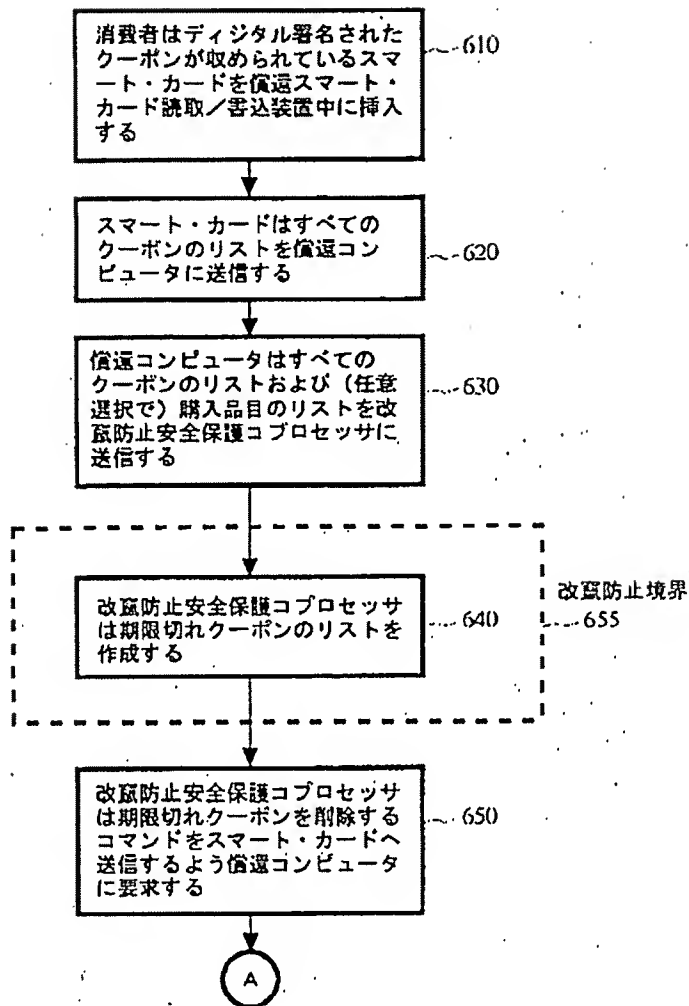 消費者はディジタル署名された
クーポンが収められているスマ
ート・カードを償還スマート・
カード読取／書込装置中に挿入
する
610
スマート・カードはすべての
クーポンのリストを償還コン
ピュータに送信する
620
償還コンピュータはすべての
クーポンのリストおよび（任意
選択で）購入品目のリストを改
竄防止安全保護コプロセッサに
送信する
630
改竄防止安全保護コプロセッサ
は期限切れクーポンのリストを
作成する
640
改竄防止境界
655
改竄防止安全保護コプロセッサ
は期限切れクーポンを削除する
コマンドをスマート・カードへ
送信するよう償還コンピュータ
に要求する
650
A